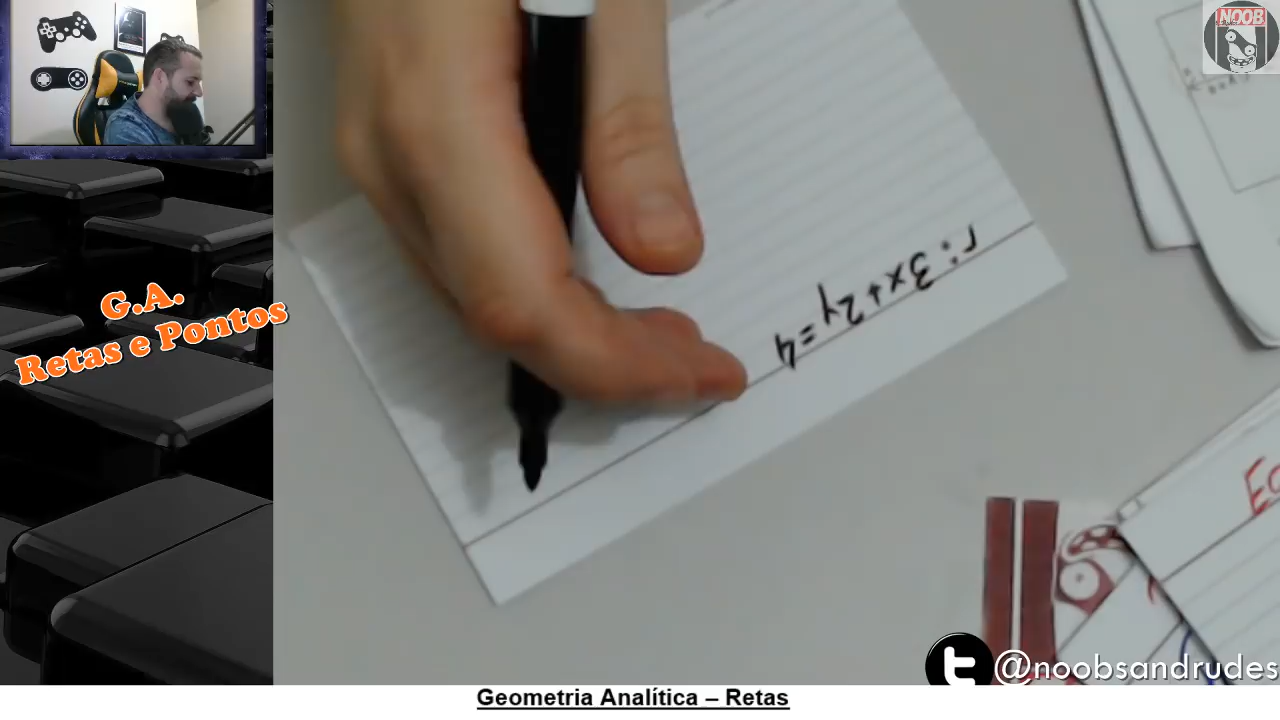 NOOB
r: 3x+2y=4
G.A.
Retas e Pontos
@noobsandrudes
Geometria Analítica – Retas